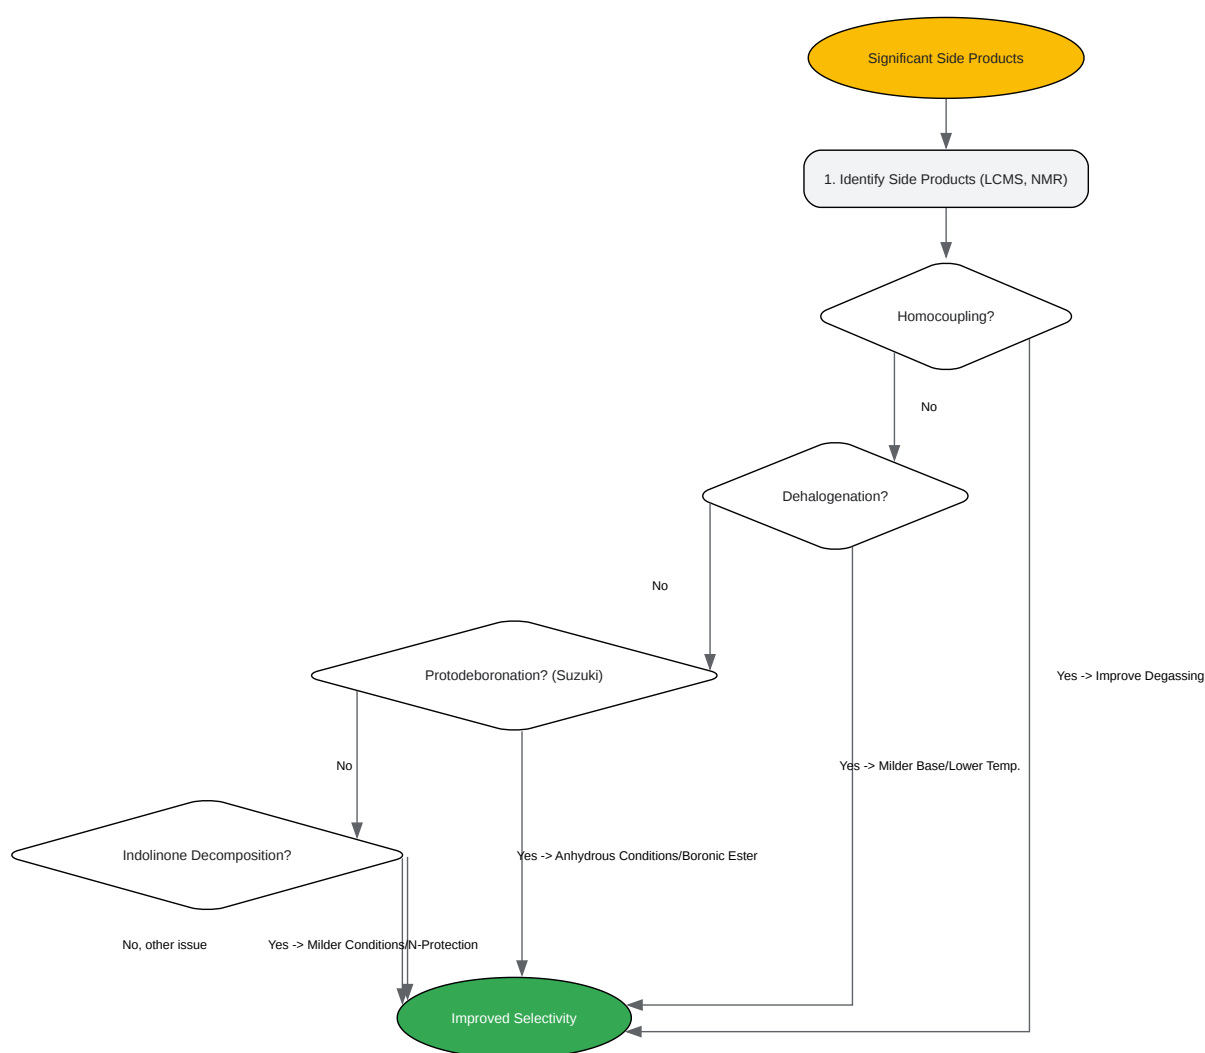 Significant Side Products
1. Identify Side Products (LCMS, NMR)
Homocoupling?
No
Dehalogenation?
No
Protodeboronation? (Suzuki)
Yes -> Improve Degassing
No
Yes -> Milder Base/Lower Temp.
Indolinone Decomposition?
Yes -> Anhydrous Conditions/Boronic Ester
No, other issue
Yes -> Milder Conditions/N-Protection
Improved Selectivity